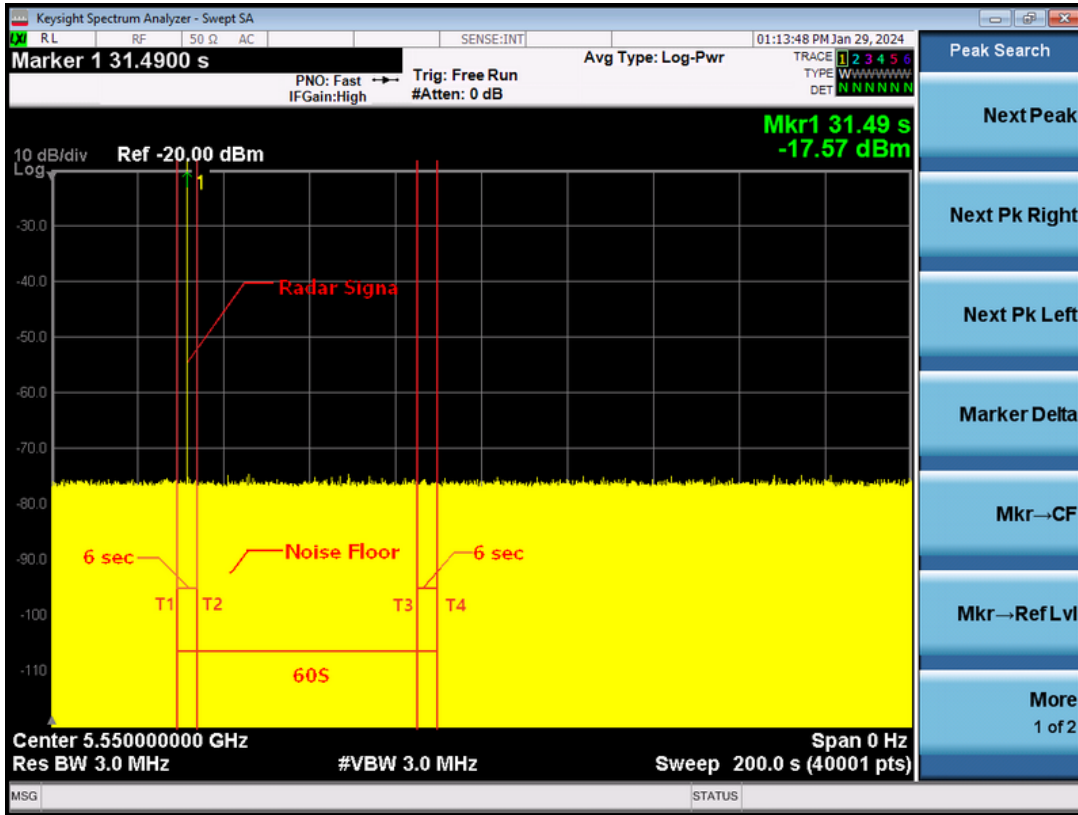 Keysight Spectrum Analyzer - Swept SA
LXI RL RF 50 Ω AC SENSE:INT 01:13:48 PM Jan 29, 2024
Marker 1 31.4900 s
PNO: Fast
IFGain:High
Trig: Free Run
#Atten: 0 dB
Avg Type: Log-Pwr
TRACE 1 2 3 4 5 6
TYPE WWWWWW
DET N N N N N N
Peak Search
Next Peak
Next Pk Right
Next Pk Left
Marker Delta
Mkr→CF
Mkr→Ref Lvl
More
1 of 2
Mkr1 31.49 s
-17.57 dBm
10 dB/div Ref -20.00 dBm
Log
1
-30.0
-40.0
Radar Signa
-50.0
-60.0
-70.0
-80.0
-90.0
6 sec
Noise Floor
6 sec
T1 T2 T3 T4
-100
-110
60S
Center 5.550000000 GHz Span 0 Hz
Res BW 3.0 MHz #VBW 3.0 MHz Sweep 200.0 s (40001 pts)
MSG STATUS